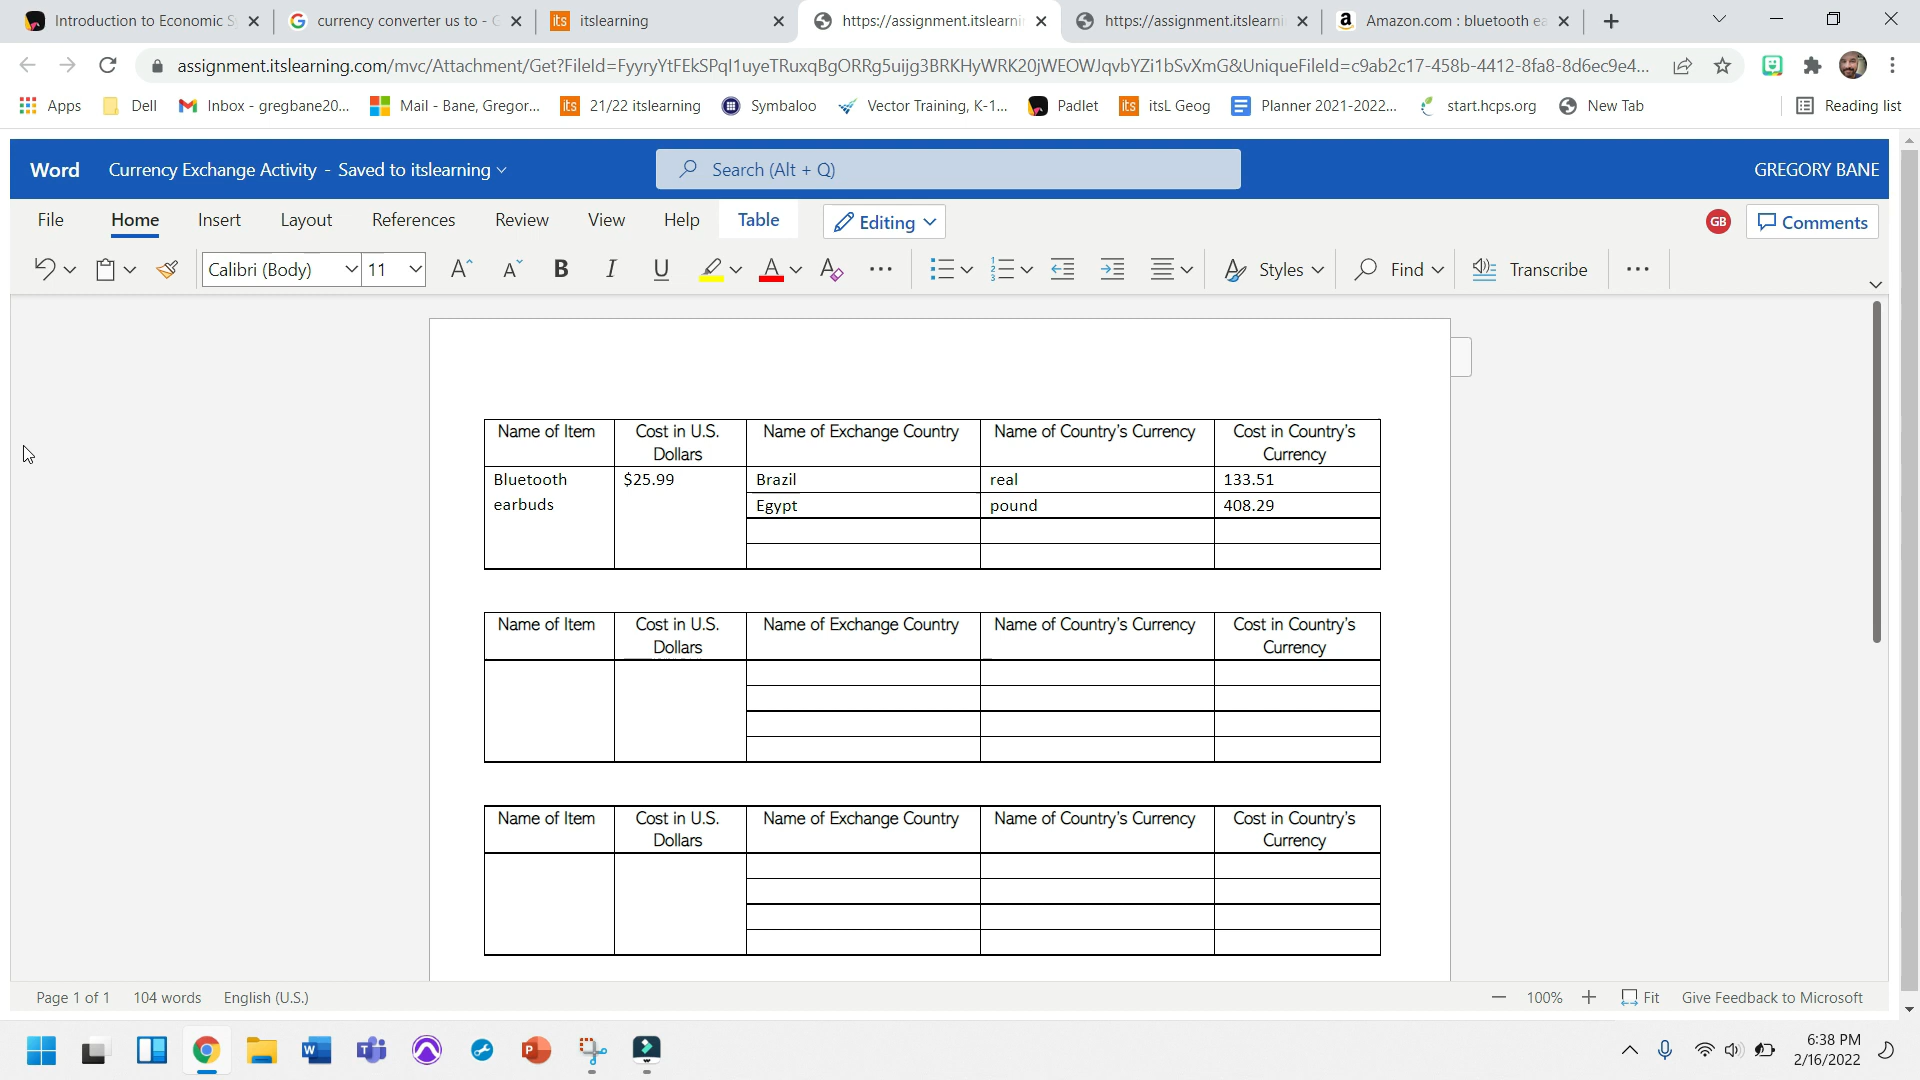 Introduction to Economic S
currency converter us to - G
its itslearning
https://assignment.itslearnin
https://assignment.itslearnin
Amazon.com : bluetooth ea
assignment.itslearning.com/mvc/Attachment/Get?FileId=FyyryYtFEkSPqI1uyeTRuxqBgORRg5uijg3BRKHyWRK20jWEOWJqvbYZi1bSvXmG&UniqueFileId=c9ab2c17-458b-4412-8fa8-8d6ec9e4...
Apps
Dell
Inbox - gregbane20...
Mail - Bane, Gregor...
its 21/22 itslearning
Symbaloo
Vector Training, K-1...
Padlet
its itsL Geog
Planner 2021-2022...
start.hcps.org
New Tab
Reading list
Word Currency Exchange Activity - Saved to itslearning
Search (Alt + Q)
GREGORY BANE
File Home Insert Layout References Review View Help Table Editing
GB Comments
Calibri (Body) 11 A A B I U A A Styles Find Transcribe
Name of Item Cost in U.S. Name of Exchange Country Name of Country's Currency Cost in Country's
Dollars Currency
Bluetooth $25.99 Brazil real 133.51
earbuds Egypt pound 408.29
Name of Item Cost in U.S. Name of Exchange Country Name of Country's Currency Cost in Country's
Dollars Currency
Name of Item Cost in U.S. Name of Exchange Country Name of Country's Currency Cost in Country's
Dollars Currency
Page 1 of 1 104 words English (U.S.)
100% Fit Give Feedback to Microsoft
6:38 PM
2/16/2022